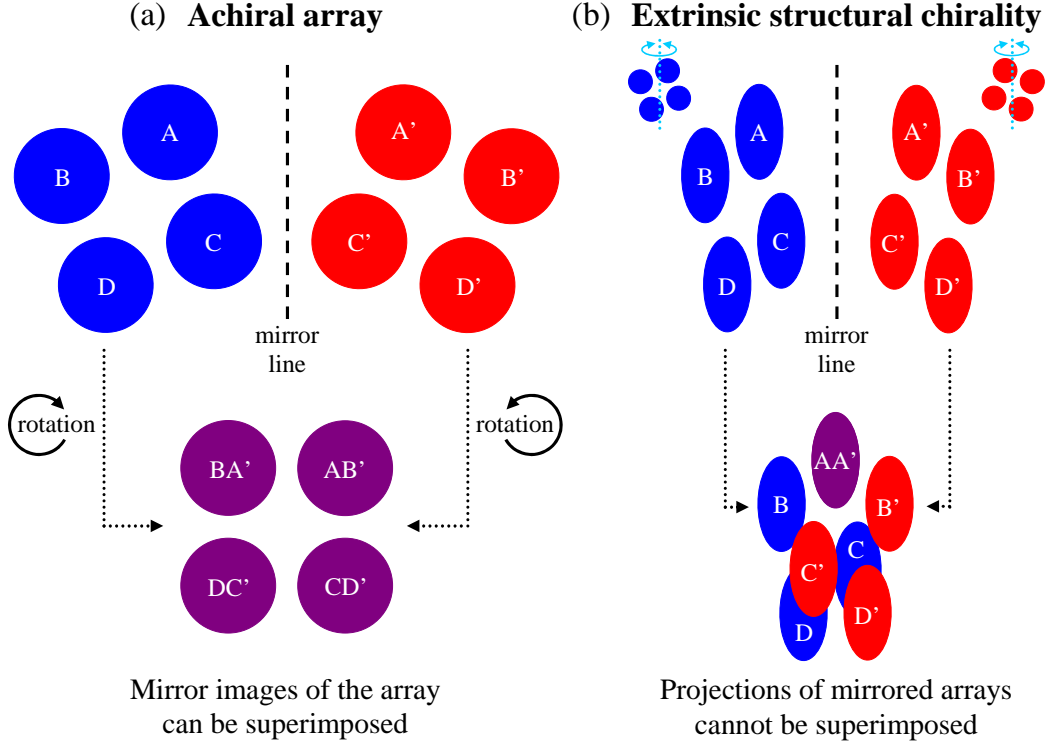 (a) Achiral array
A
B
C
D
A’
B’
C’
D’
mirror
line
rotation
rotation
BA’
AB’
DC’
CD’
Mirror images of the array
can be superimposed
(b) Extrinsic structural chirality
A
B
C
D
A’
B’
C’
D’
mirror
line
AA’
B
B’
C
C’
D
D’
Projections of mirrored arrays
cannot be superimposed